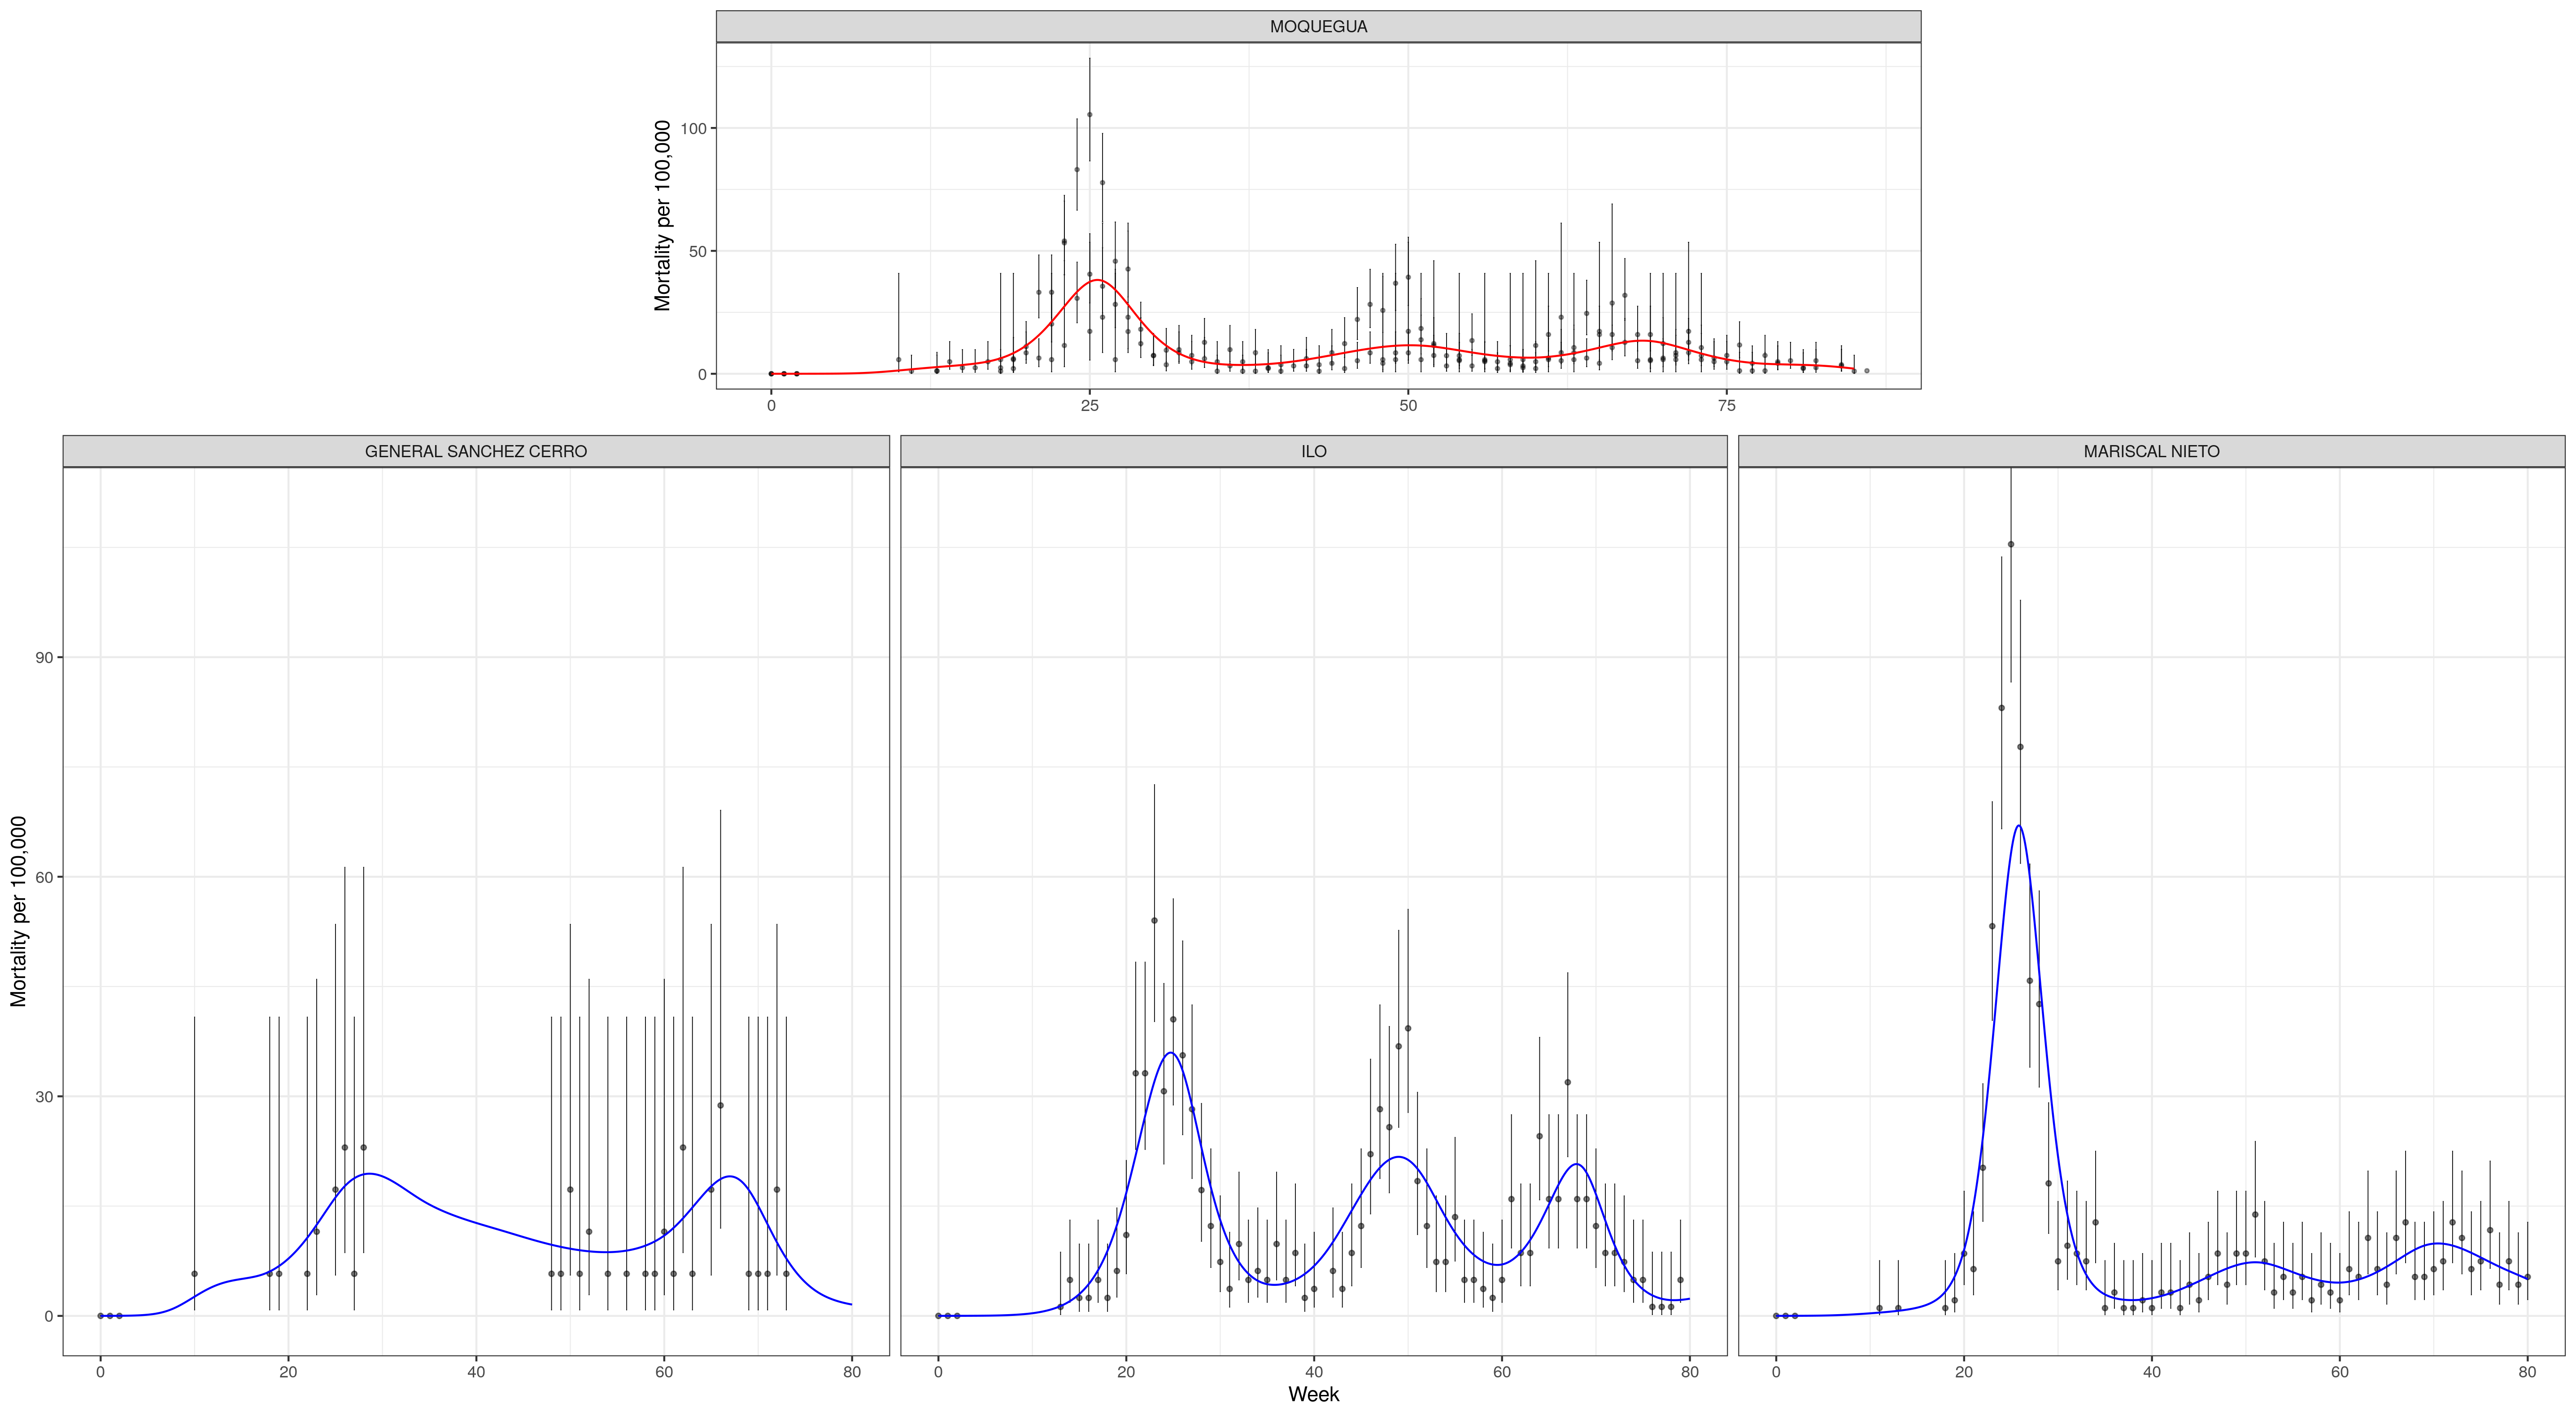 MOQUEGUA
Mortality per 100,000
100
50
0
0 25 50 75
GENERAL SANCHEZ CERRO ILO MARISCAL NIETO
Mortality per 100,000
90
60
30
0
0 20 40 60 80 0 20 40 60 80 0 20 40 60 80
Week